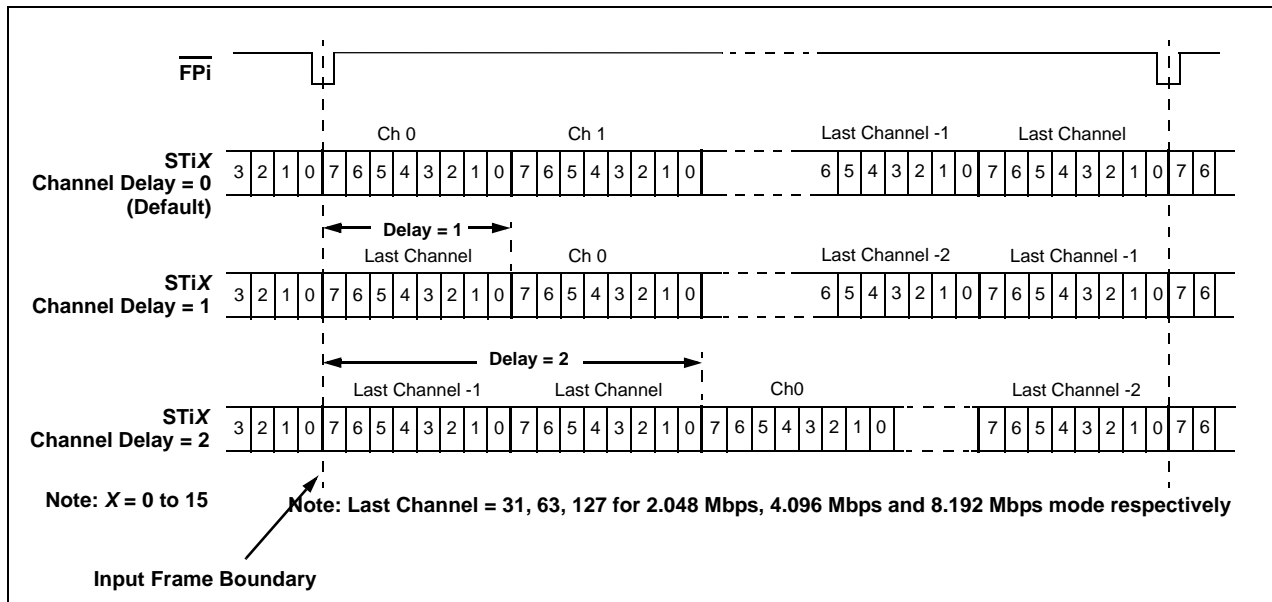 FPi
Ch 0 Ch 1 Last Channel -1 Last Channel
STiX
Channel Delay = 0
(Default)
3 2 1 0 7 6 5 4 3 2 1 0 7 6 5 4 3 2 1 0 6 5 4 3 2 1 0 7 6 5 4 3 2 1 0 7 6
Delay = 1
Last Channel Ch 0 Last Channel -2 Last Channel -1
STiX
Channel Delay = 1
3 2 1 0 7 6 5 4 3 2 1 0 7 6 5 4 3 2 1 0 6 5 4 3 2 1 0 7 6 5 4 3 2 1 0 7 6
Delay = 2
Last Channel -1 Last Channel Ch0 Last Channel -2
STiX
Channel Delay = 2
3 2 1 0 7 6 5 4 3 2 1 0 7 6 5 4 3 2 1 0 7 6 5 4 3 2 1 0 7 6 5 4 3 2 1 0 7 6
Note: X = 0 to 15
Note: Last Channel = 31, 63, 127 for 2.048 Mbps, 4.096 Mbps and 8.192 Mbps mode respectively
Input Frame Boundary